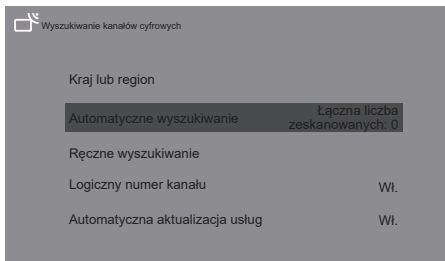 Wyszukiwanie kanałów cyfrowych
Kraj lub region
Automatyczne wyszukiwanie
Łączna liczba
zeskanowanych: 0
Ręczne wyszukiwanie
Logiczny numer kanału Wł.
Automatyczna aktualizacja usług Wł.